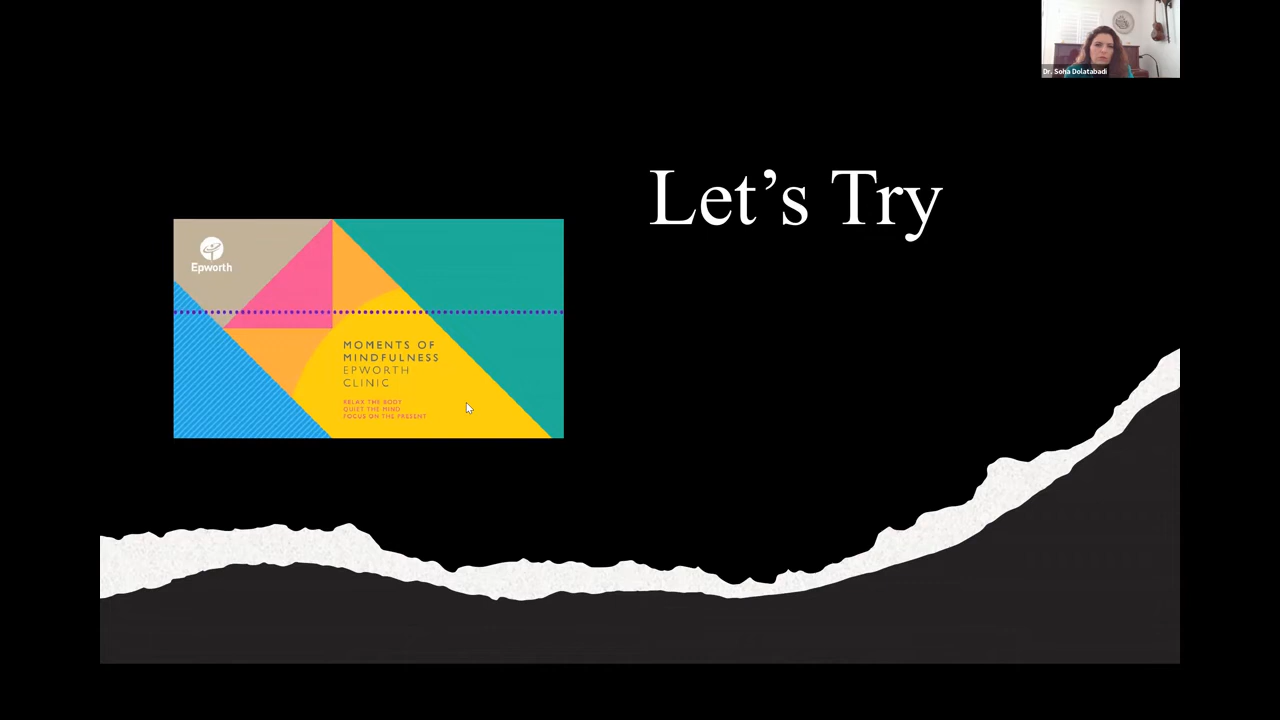 Dr. Soha Dolatabadi
Let's Try
Epworth
MOMENTS OF
MINDFULNESS
EPWORTH
CLINIC
RELAX THE BODY
QUIET THE MIND
FOCUS ON THE PRESENT